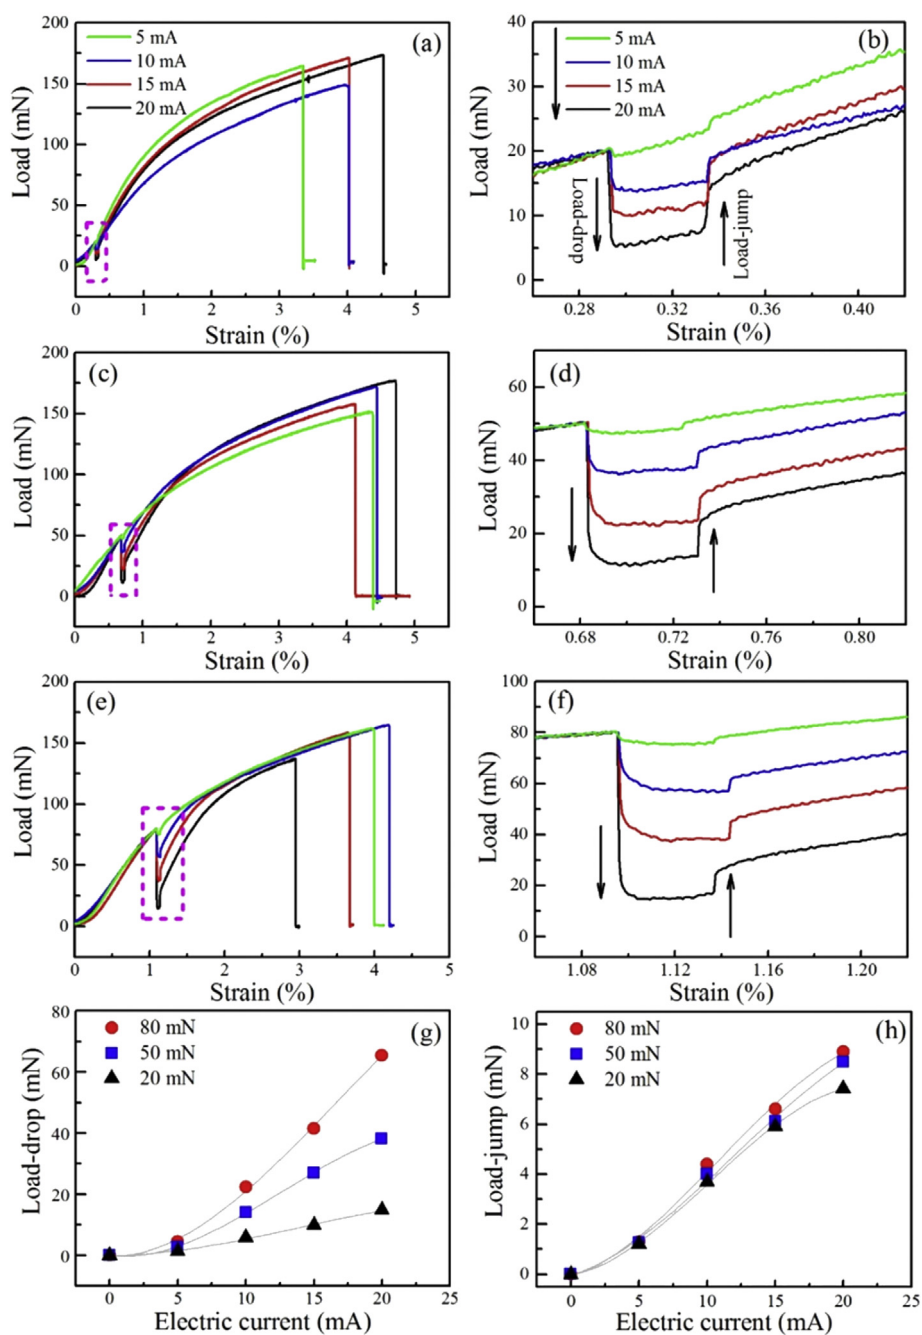 200
150
100
50
0
Load (mN)
5 mA
10 mA
15 mA
20 mA
(a)
0 1 2 3 4 5
Strain (%)
40
30
20
10
0
Load (mN)
5 mA
10 mA
15 mA
20 mA
(b)
Load-drop
Load-jump
0.28 0.32 0.36 0.40
Strain (%)
200
150
100
50
0
Load (mN)
(c)
0 1 2 3 4 5
Strain (%)
60
40
20
0
Load (mN)
(d)
0.68 0.72 0.76 0.80
Strain (%)
200
150
100
50
0
Load (mN)
(e)
0 1 2 3 4 5
Strain (%)
100
80
60
40
20
0
Load (mN)
(f)
1.08 1.12 1.16 1.20
Strain (%)
80
60
40
20
0
Load-drop (mN)
80 mN
50 mN
20 mN
(g)
0 5 10 15 20 25
Electric current (mA)
10
8
6
4
2
0
Load-jump (mN)
80 mN
50 mN
20 mN
(h)
0 5 10 15 20 25
Electric current (mA)